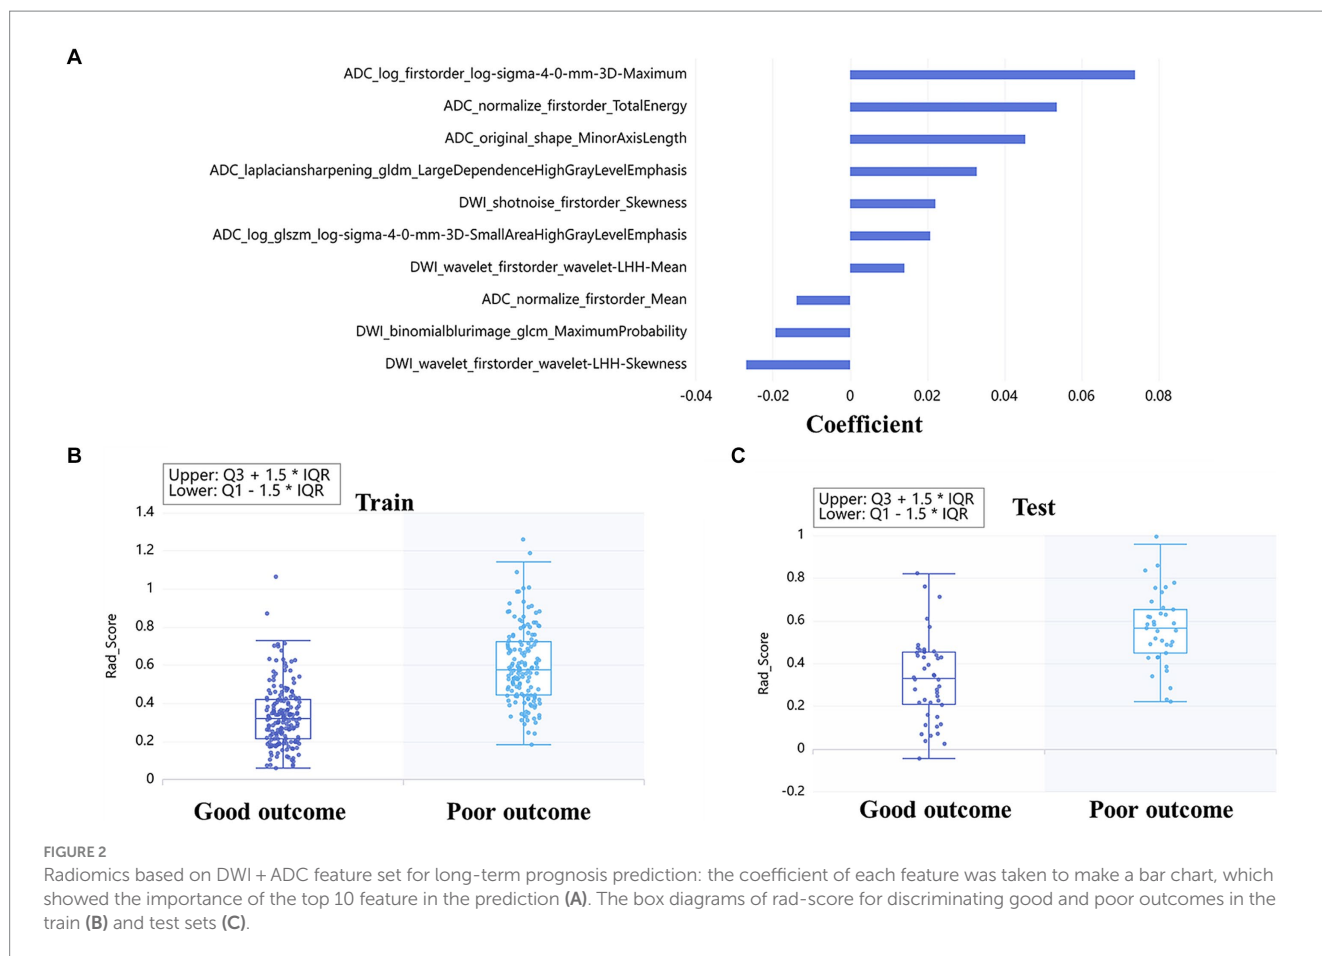 A
ADC_log_firstorder_log-sigma-4-0-mm-3D-Maximum
ADC_normalize_firstorder_TotalEnergy
ADC_original_shape_MinorAxisLength
ADC_laplaciansharpening_gldm_LargeDependenceHighGrayLevelEmphasis
DWI_shotnoise_firstorder_Skewness
ADC_log_glszm_log-sigma-4-0-mm-3D-SmallAreaHighGrayLevelEmphasis
DWI_wavelet_firstorder_wavelet-LHH-Mean
ADC_normalize_firstorder_Mean
DWI_binomialblurimage_glcm_MaximumProbability
DWI_wavelet_firstorder_wavelet-LHH-Skewness
-0.04 -0.02 0 0.02 0.04 0.06 0.08
Coefficient
B
Upper: Q3 + 1.5 * IQR
Lower: Q1 - 1.5 * IQR
Train
1.4
1.2
1
0.8
0.6
0.4
0.2
0
Rad_Score
Good outcome Poor outcome
C
Upper: Q3 + 1.5 * IQR
Lower: Q1 - 1.5 * IQR
Test
1
0.8
0.6
0.4
0.2
0
-0.2
Rad_Score
Good outcome Poor outcome
FIGURE 2
Radiomics based on DWI + ADC feature set for long-term prognosis prediction: the coefficient of each feature was taken to make a bar chart, which
showed the importance of the top 10 feature in the prediction (A). The box diagrams of rad-score for discriminating good and poor outcomes in the
train (B) and test sets (C).